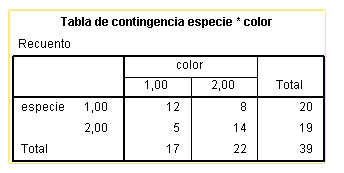 Tabla de contingencia especie * color
Recuento
color
1,00 2,00 Total
especie 1,00 12 8 20
2,00 5 14 19
Total 17 22 39